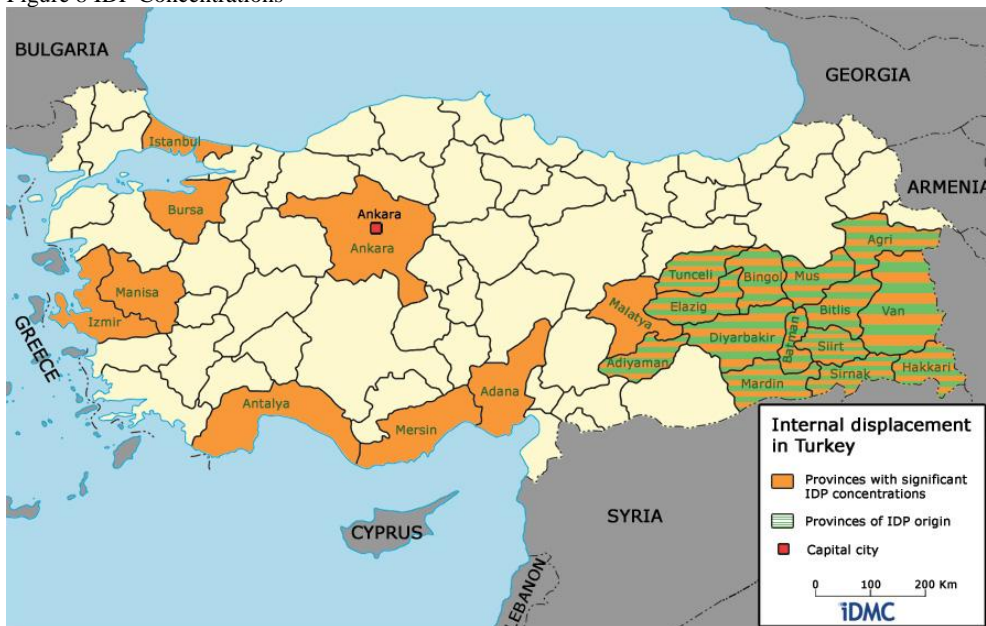 Figure 8 IDP Concentrations
BULGARIA
GEORGIA
Istanbul
ARMENIA
Bursa
Ankara
Ankara
Agri
Tunceli
Bingol
Mus
Manisa
Malatya
Elazig
Bitlis
Van
Izmir
Diyarbakir
Batman
Siirt
GREECE
Adiyaman
Hakkari
Adana
Mardin
Sirnak
Antalya
Mersin
Internal displacement
in Turkey
Provinces with significant
IDP concentrations
Provinces of IDP origin
Capital city
0 100 200 Km
iDMC
SYRIA
CYPRUS
LEBANON